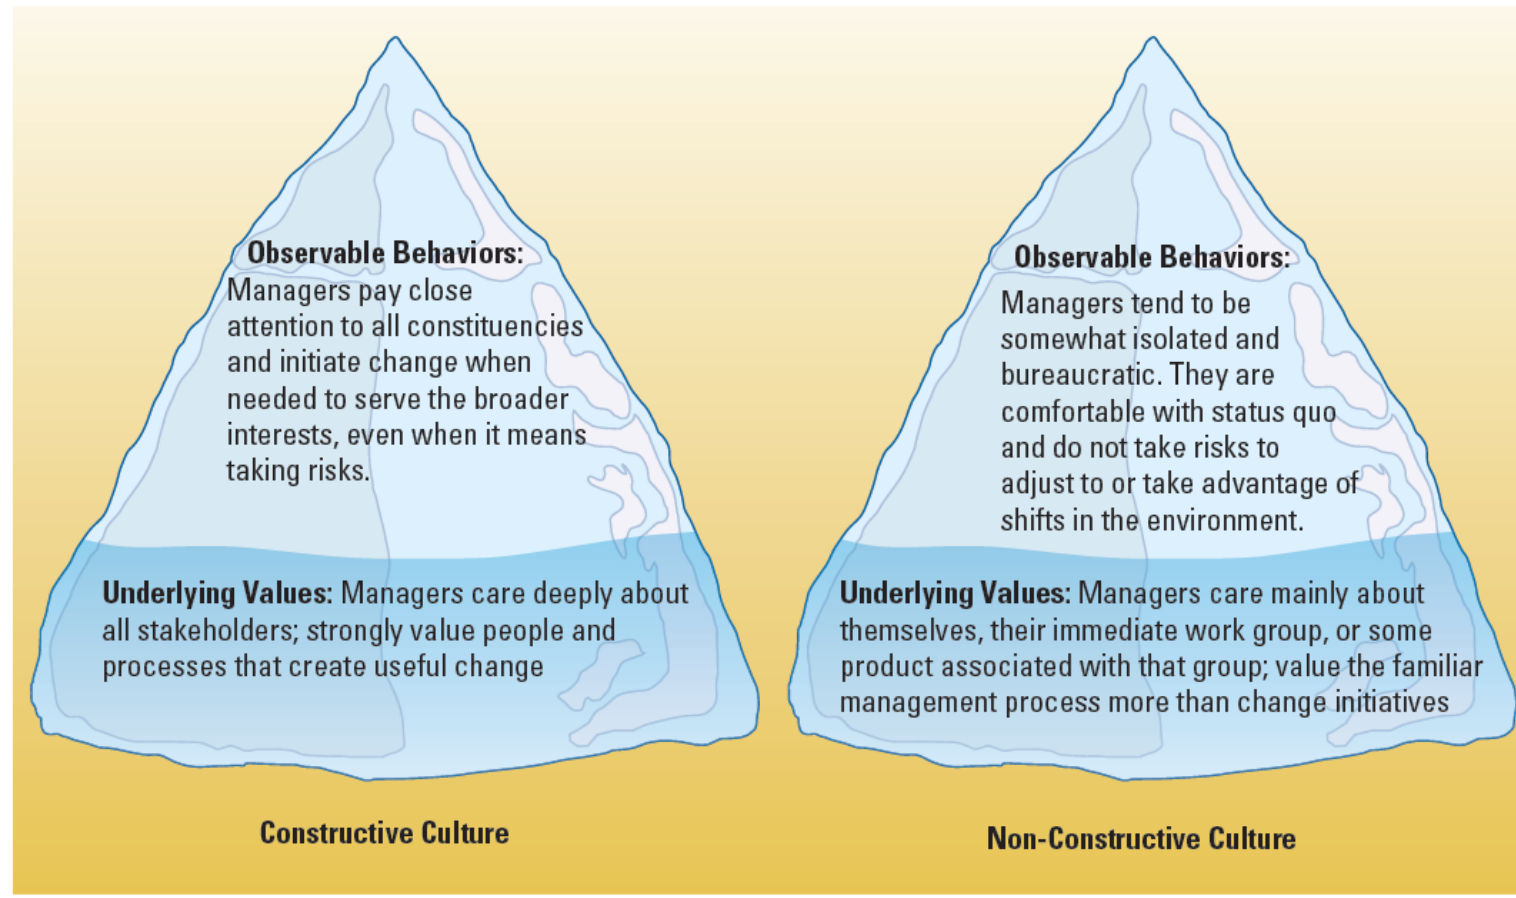 Observable Behaviors:
Managers pay close
attention to all constituencies
and initiate change when
needed to serve the broader
interests, even when it means
taking risks.
Underlying Values: Managers care deeply about
all stakeholders; strongly value people and
processes that create useful change
Constructive Culture
Observable Behaviors:
Managers tend to be
somewhat isolated and
bureaucratic. They are
comfortable with status quo
and do not take risks to
adjust to or take advantage of
shifts in the environment.
Underlying Values: Managers care mainly about
themselves, their immediate work group, or some
product associated with that group; value the familiar
management process more than change initiatives
Non-Constructive Culture